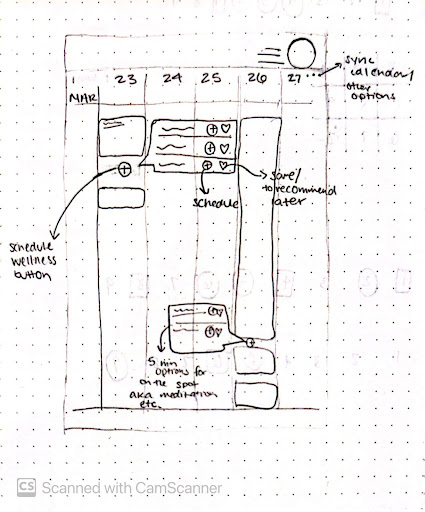 sync
calendar/
other
options
MAR
23
24
25
26
27
schedule
save/
to recommend
later
schedule
wellness
button
5 min
options for
on the spot
aka meditation
etc.
CS Scanned with CamScanner